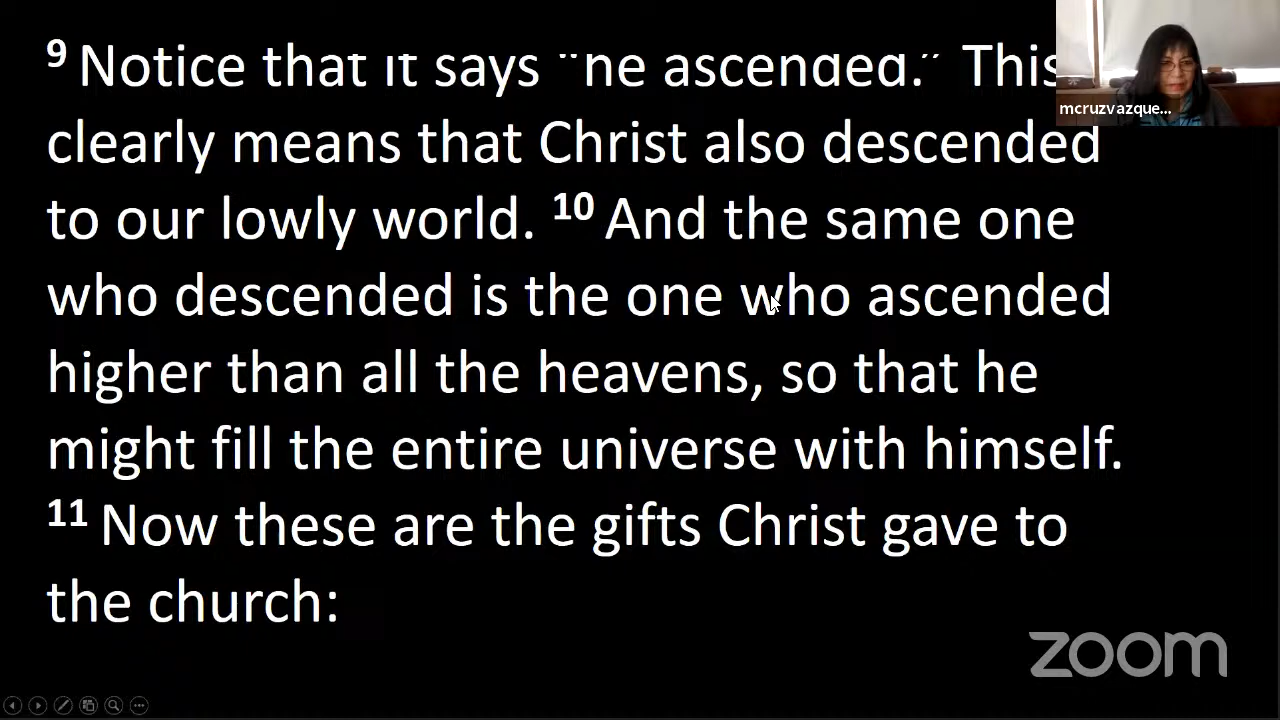 9 Notice that it says "he ascended." This
clearly means that Christ also descended
to our lowly world. 10 And the same one
who descended is the one who ascended
higher than all the heavens, so that he
might fill the entire universe with himself.
11 Now these are the gifts Christ gave to
the church:
mcruzvazque...
zoom